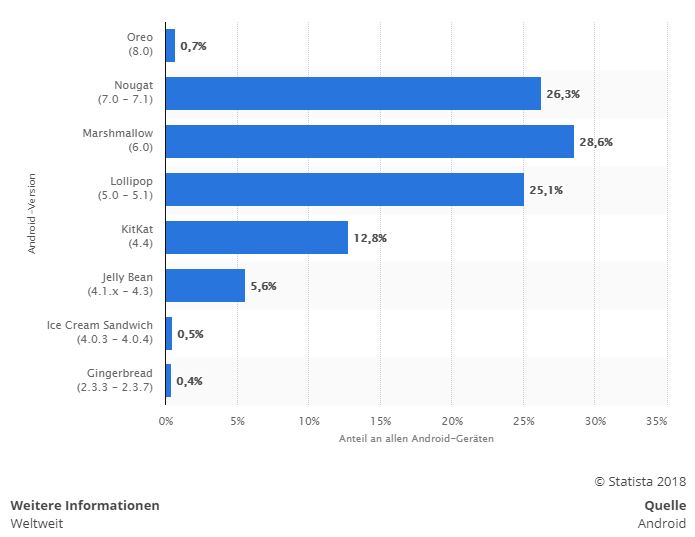 Oreo
(8.0)
0,7%
Nougat
(7.0 – 7.1)
26,3%
Marshmallow
(6.0)
28,6%
Lollipop
(5.0 – 5.1)
25,1%
KitKat
(4.4)
12,8%
Jelly Bean
(4.1.x – 4.3)
5,6%
Ice Cream Sandwich
(4.0.3 – 4.0.4)
0,5%
Gingerbread
(2.3.3 – 2.3.7)
0,4%
Android-Version
0% 5% 10% 15% 20% 25% 30% 35%
Anteil an allen Android-Geräten
© Statista 2018
Weitere Informationen
Weltweit
Quelle
Android